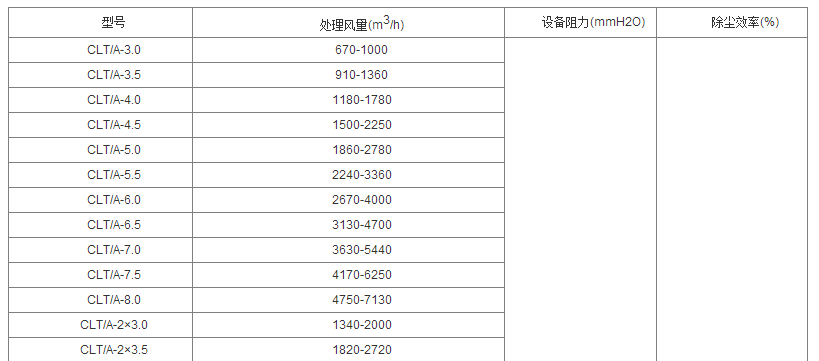 型号 处理风量(m3/h) 设备阻力(mmH2O) 除尘效率(%)
CLT/A-3.0 670-1000
CLT/A-3.5 910-1360
CLT/A-4.0 1180-1780
CLT/A-4.5 1500-2250
CLT/A-5.0 1860-2780
CLT/A-5.5 2240-3360
CLT/A-6.0 2670-4000
CLT/A-6.5 3130-4700
CLT/A-7.0 3630-5440
CLT/A-7.5 4170-6250
CLT/A-8.0 4750-7130
CLT/A-2×3.0 1340-2000
CLT/A-2×3.5 1820-2720